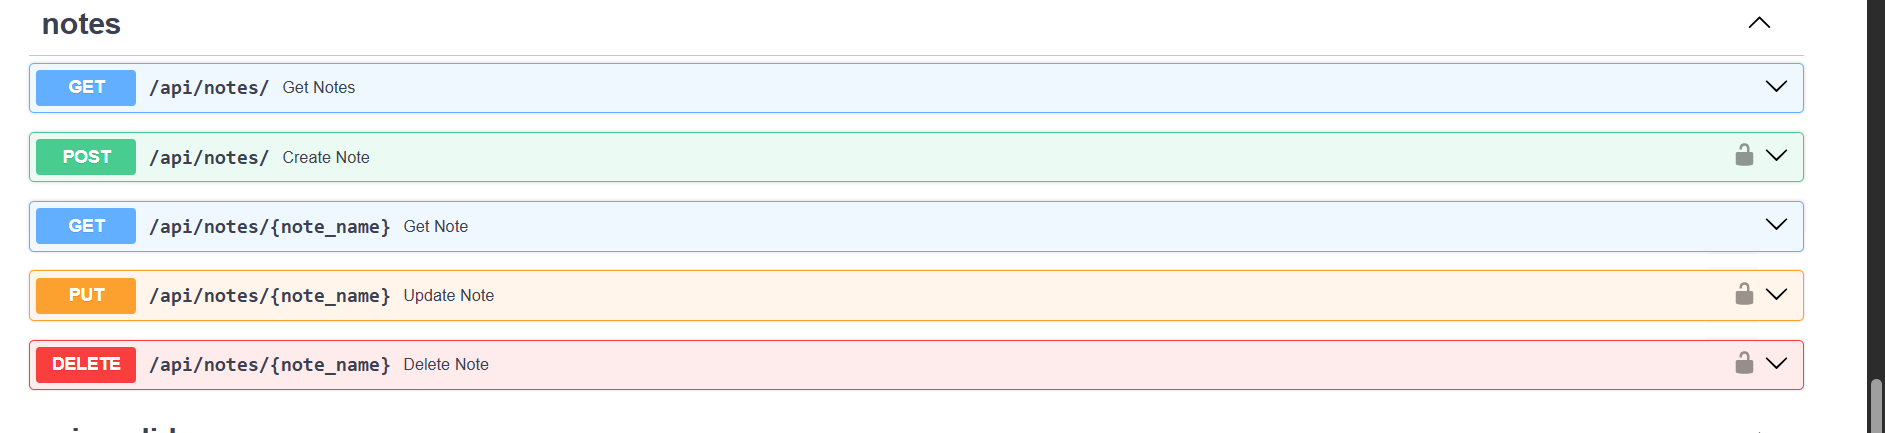 notes
GET /api/notes/ Get Notes
POST /api/notes/ Create Note
GET /api/notes/{note_name} Get Note
PUT /api/notes/{note_name} Update Note
DELETE /api/notes/{note_name} Delete Note